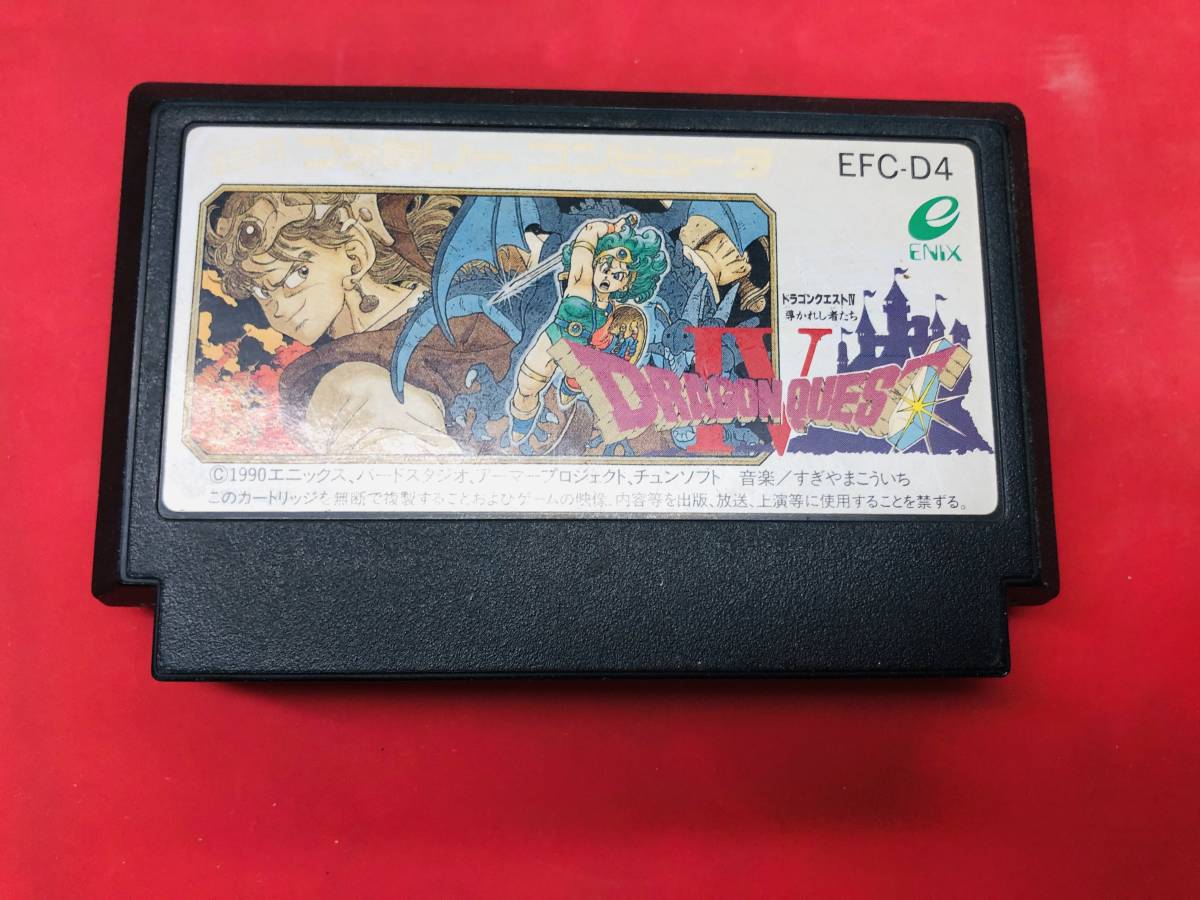 ファミリーコンピュータ
EFC-D4
e
ENIX
ドラゴンクエストIV
導かれし者たち
IV
DRAGON QUEST
©1990エニックス、バードスタジオ、アーマープロジェクト、チュンソフト 音楽/すぎやまこういち
このカートリッジを無断で複製することおよびゲームの映像、内容等を出版、放送、上演等に使用することを禁ずる。